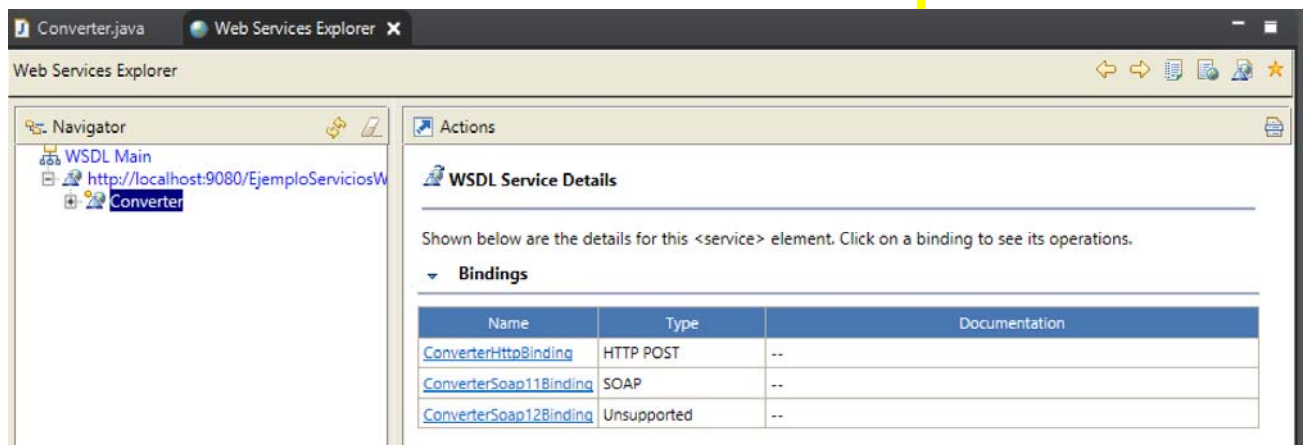 Converter.java
Web Services Explorer
Web Services Explorer
Navigator
WSDL Main
http://localhost:9080/EjemploServiciosW
Converter
Actions
WSDL Service Details
Shown below are the details for this <service> element. Click on a binding to see its operations.
Bindings
Name Type Documentation
ConverterHttpBinding HTTP POST --
ConverterSoap11Binding SOAP --
ConverterSoap12Binding Unsupported --